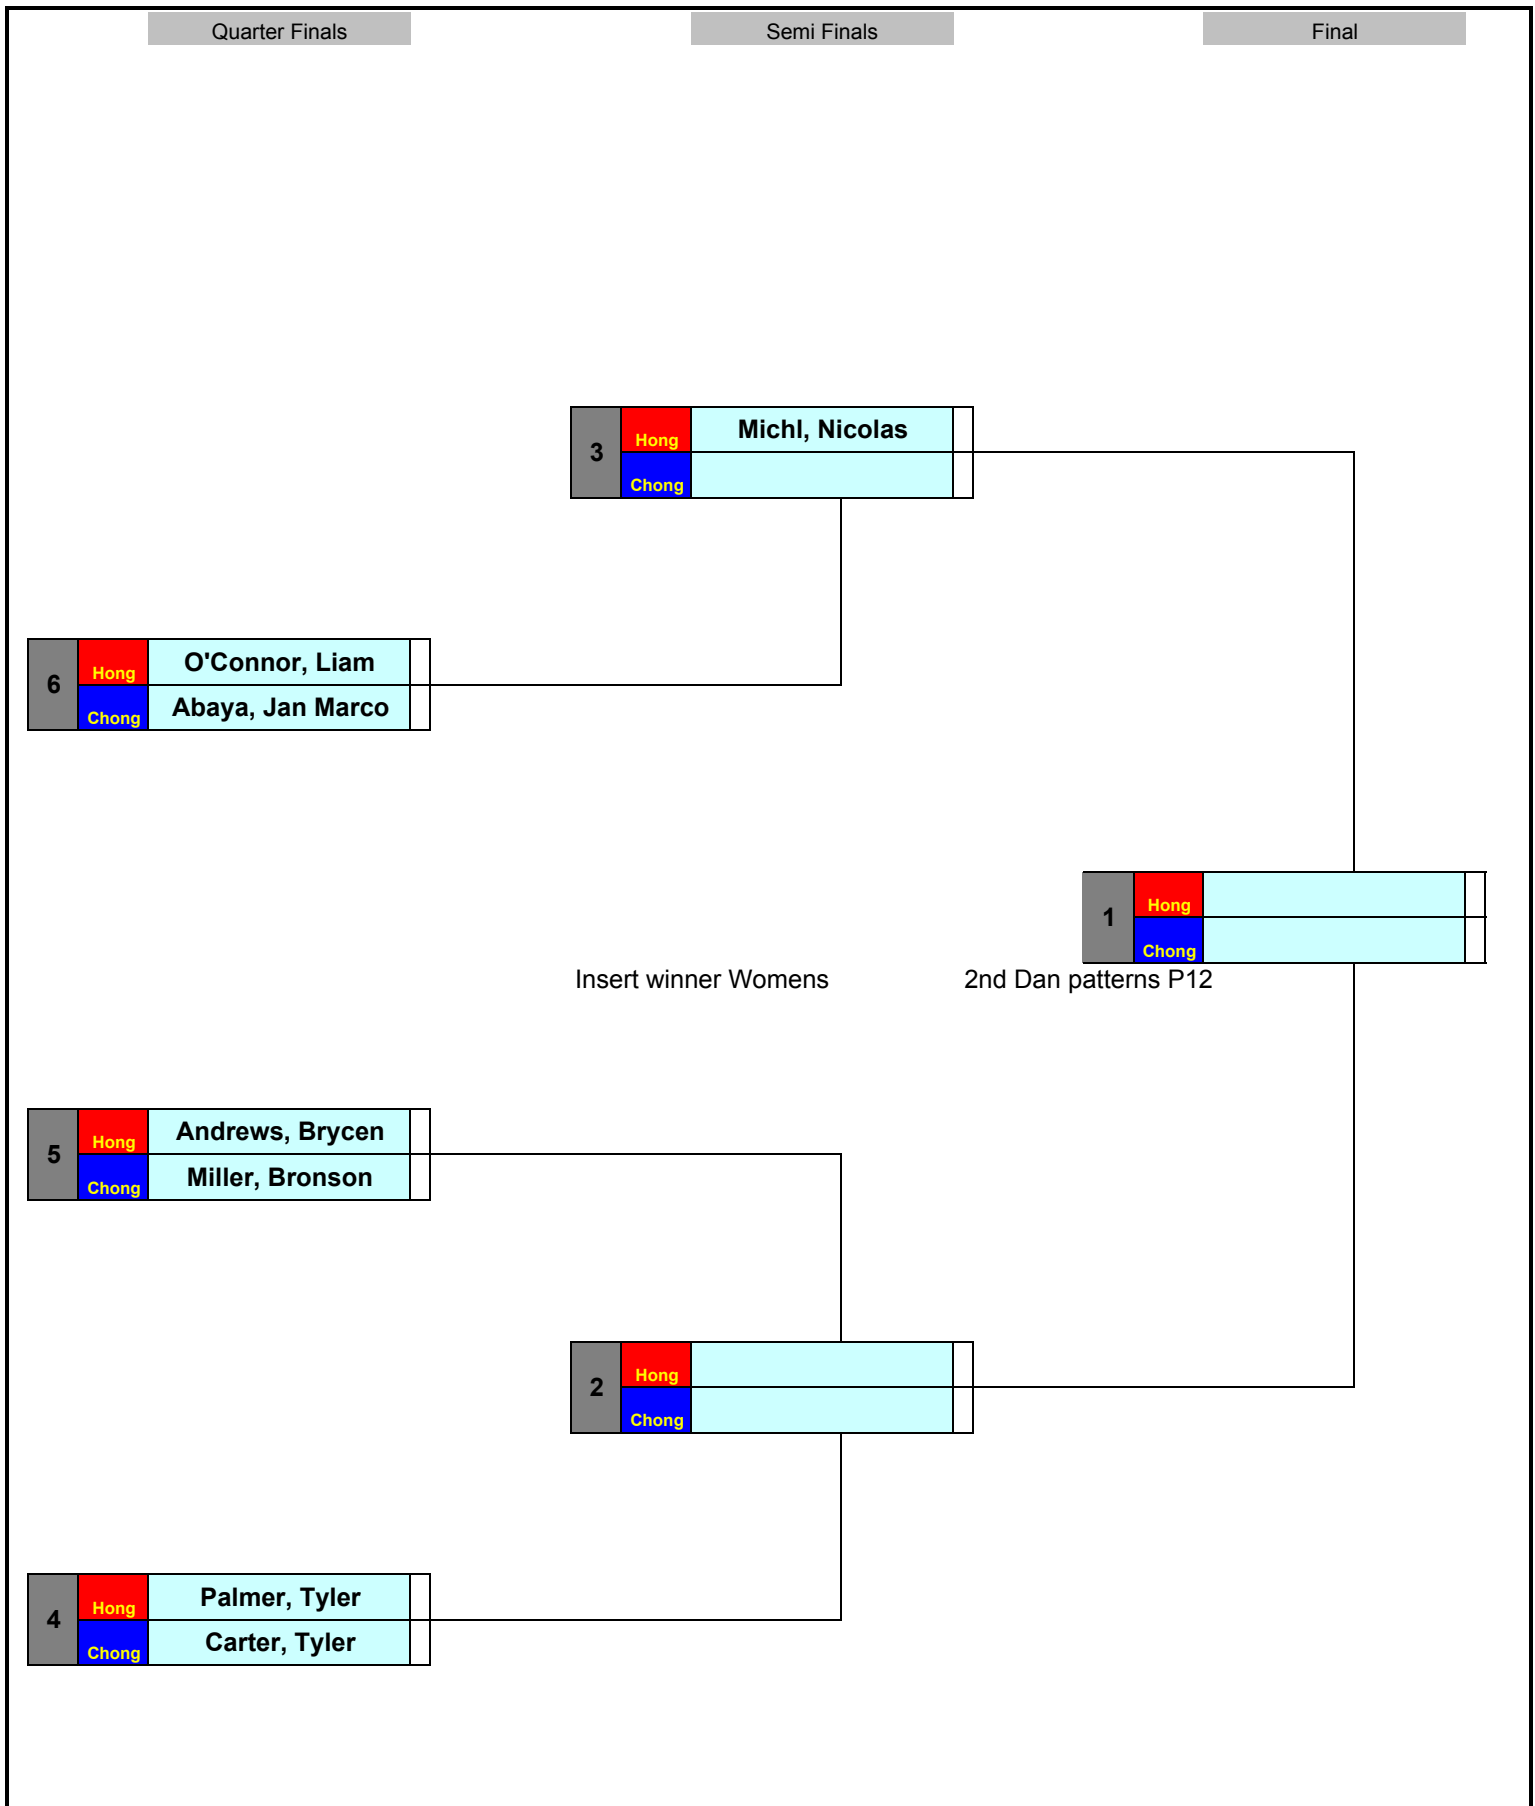 Quarter Finals Semi Finals Final
3 Hong Michl, Nicolas
Chong
6 Hong O'Connor, Liam
Chong Abaya, Jan Marco
1 Hong
Chong
Insert winner Womens 2nd Dan patterns P12
5 Hong Andrews, Brycen
Chong Miller, Bronson
2 Hong
Chong
4 Hong Palmer, Tyler
Chong Carter, Tyler